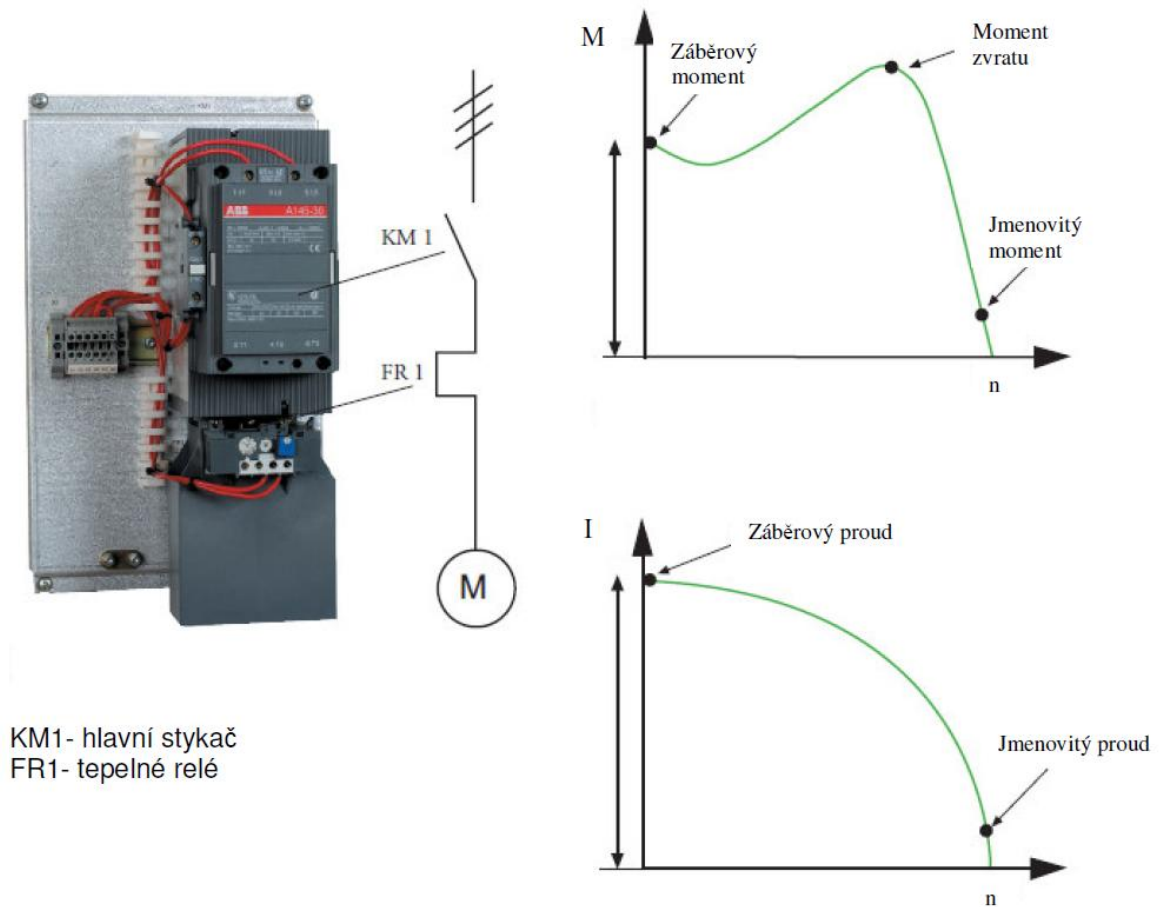 M
Záběrový
moment
Moment
zvratu
Jmenovitý
moment
n
ABB
A145-30
KM 1
FR 1
M
I
Záběrový proud
Jmenovitý proud
n
KM1- hlavní stykač
FR1- tepelné relé